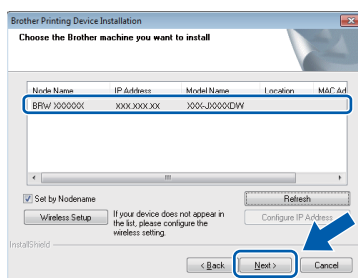 Brother Printing Device Installation
Choose the Brother machine you want to install
Node Name IP Address Model Name Location MAC Ad
BRW XXXXXX XXX.XXX.XX XXX-JXXXXDW
Set by Nodename
Refresh
Wireless Setup
If your device does not appear in
the list, please configure the
wireless setting.
Configure IP Address
InstallShield
< Back Next > Cancel